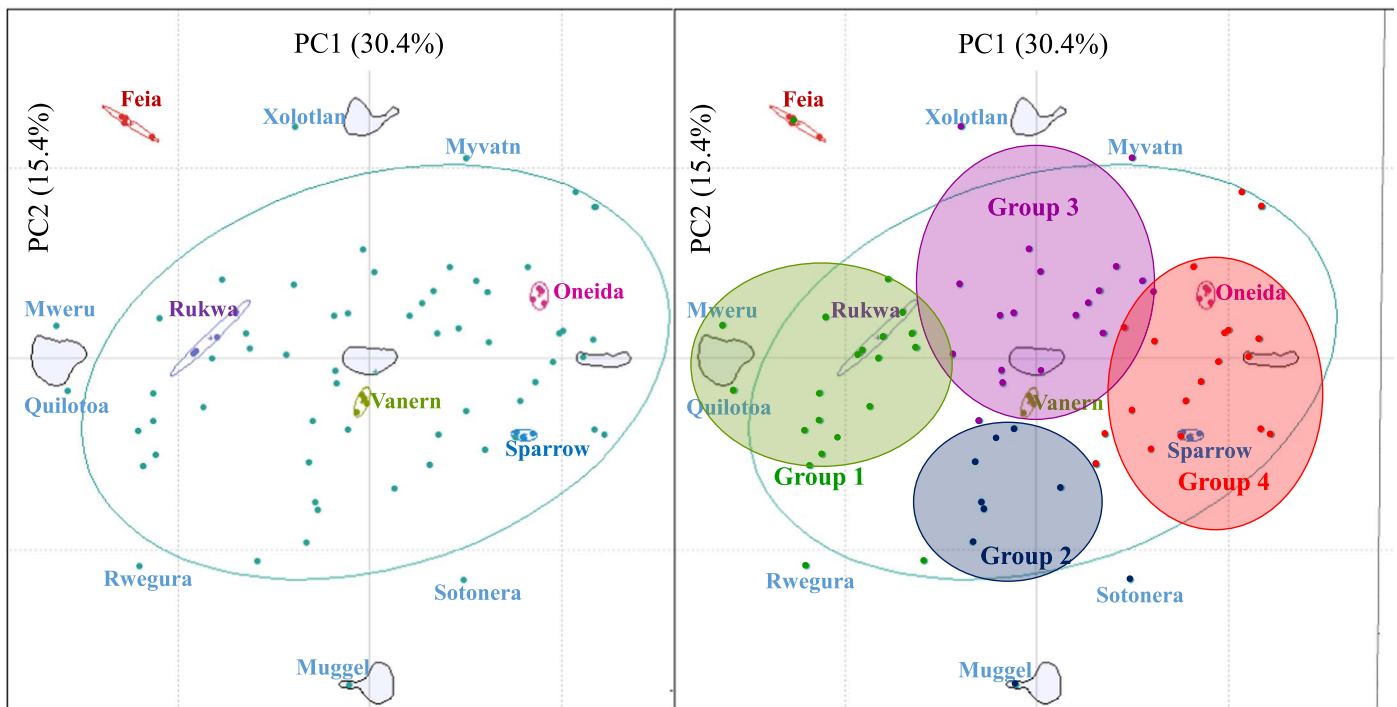 PC1 (30.4%)
PC2 (15.4%)
Feia
Xolotlan
Myvatn
Mweru
Rukwa
Oneida
Quilotoa
Vanern
Sparrow
Rwegura
Sotonera
Muggel
PC1 (30.4%)
PC2 (15.4%)
Feia
Xolotlan
Myvatn
Group 3
Mweru
Rukwa
Oneida
Quilotoa
Vanern
Sparrow
Group 1
Group 4
Group 2
Rwegura
Sotonera
Muggel